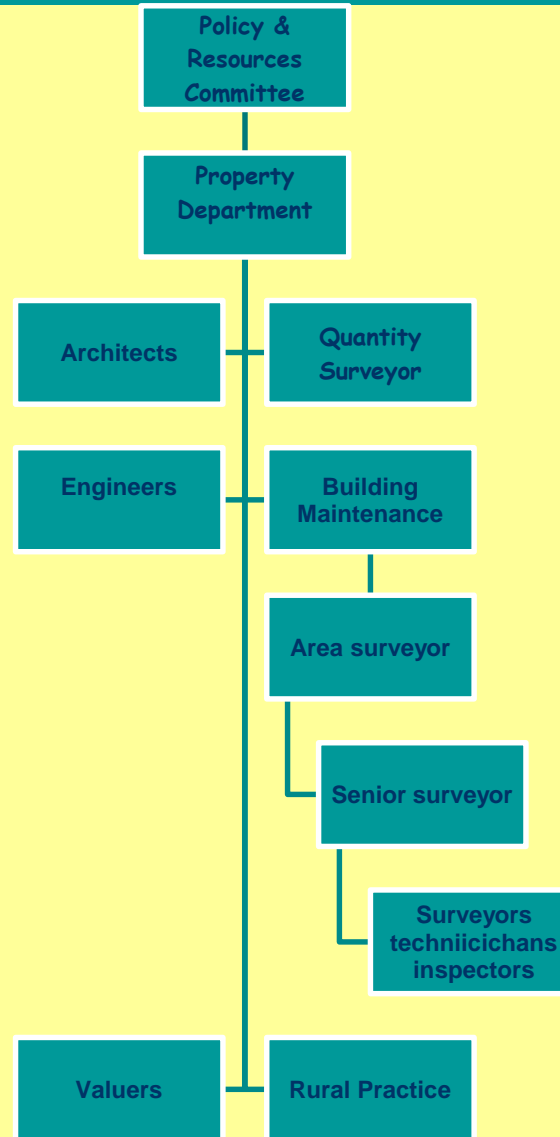 Policy &
Resources
Committee
Property
Department
Architects
Quantity
Surveyor
Engineers
Building
Maintenance
Area surveyor
Senior surveyor
Surveyors
techniicichans
inspectors
Valuers
Rural Practice